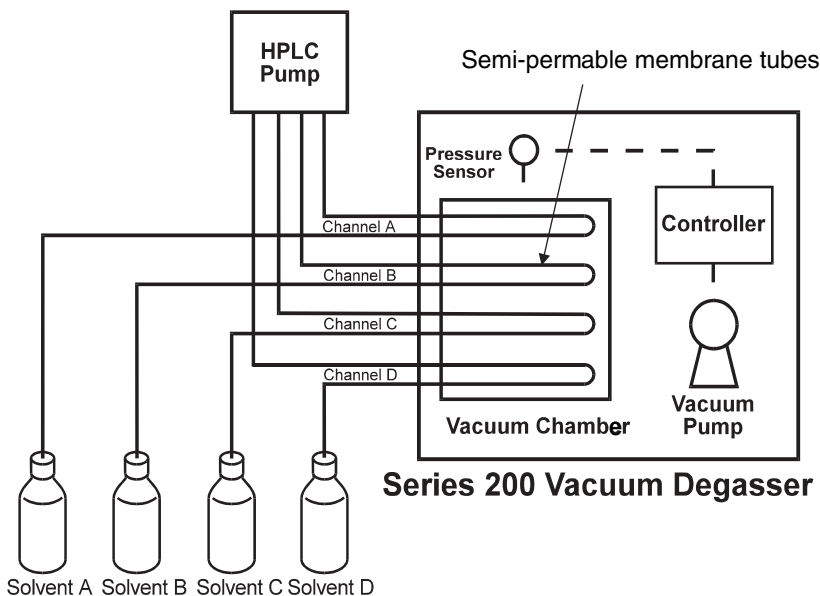 HPLC
Pump
Semi-permable membrane tubes
Pressure
Sensor
Controller
Channel A
Channel B
Channel C
Channel D
Vacuum Chamber
Vacuum
Pump
Series 200 Vacuum Degasser
Solvent A Solvent B Solvent C Solvent D